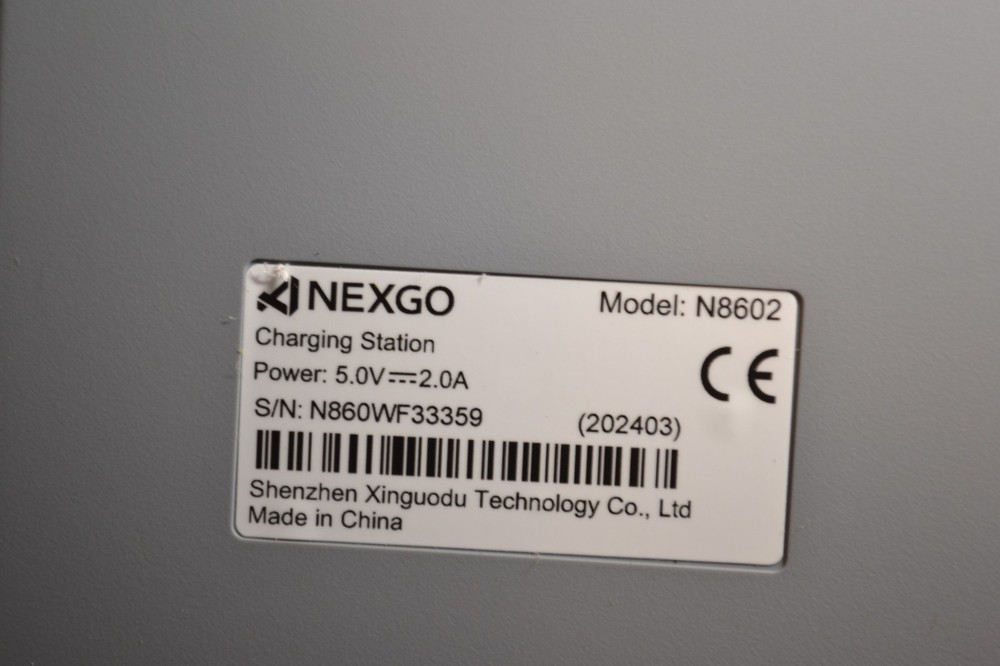 NEXGO Model: N8602
Charging Station
Power: 5.0V⎓2.0A
CE
S/N: N860WF33359 (202403)
Shenzhen Xinguodu Technology Co., Ltd
Made in China